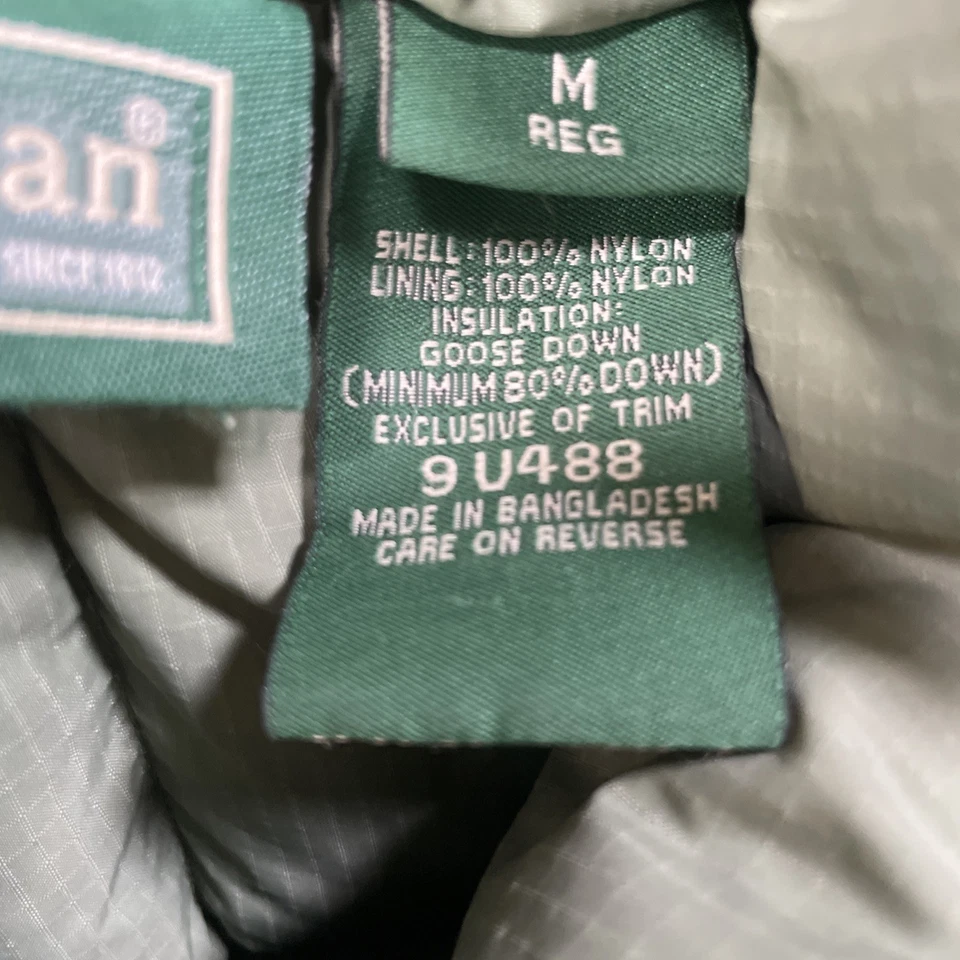 an®
SINCE 1912
M
REG
SHELL:100% NYLON
LINING:100% NYLON
INSULATION:
GOOSE DOWN
(MINIMUM 80% DOWN)
EXCLUSIVE OF TRIM
9U488
MADE IN BANGLADESH
CARE ON REVERSE